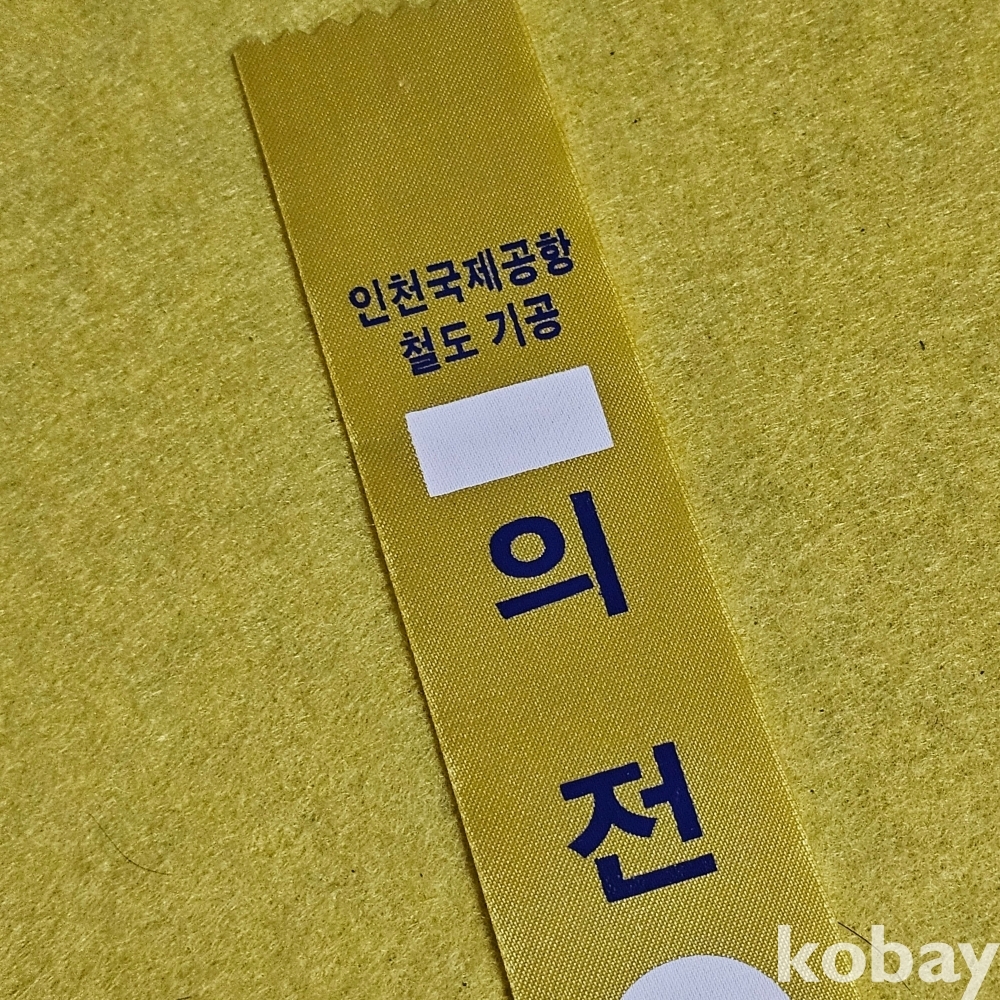 인천국제공항
철도 기공
의
전
kobay